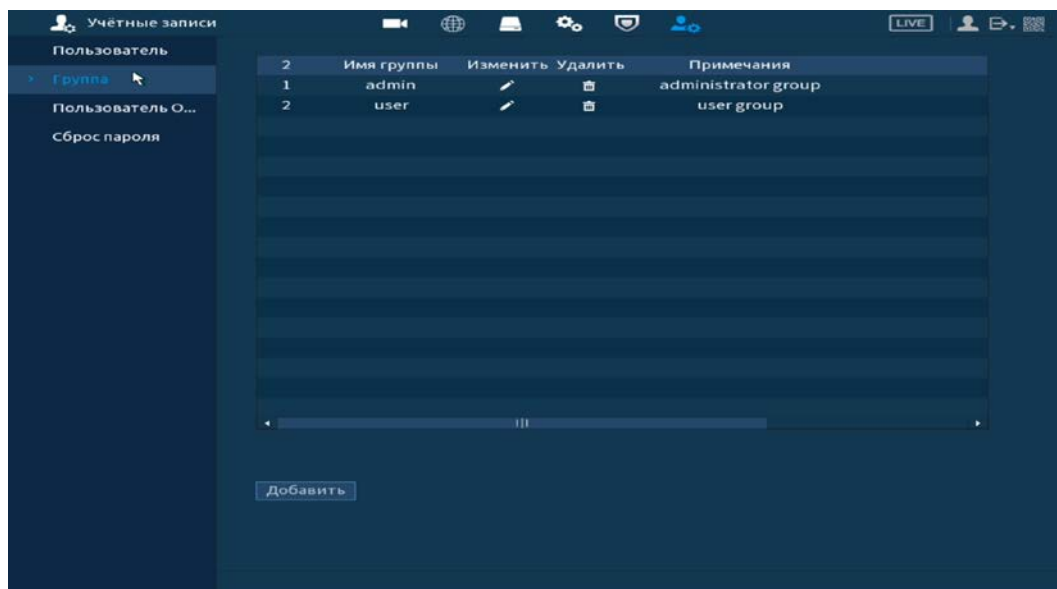 Учётные записи LIVE
Пользователь
Группа
Пользователь О...
Сброс пароля
2 Имя группы Изменить Удалить Примечания
1 admin administrator group
2 user user group
Добавить